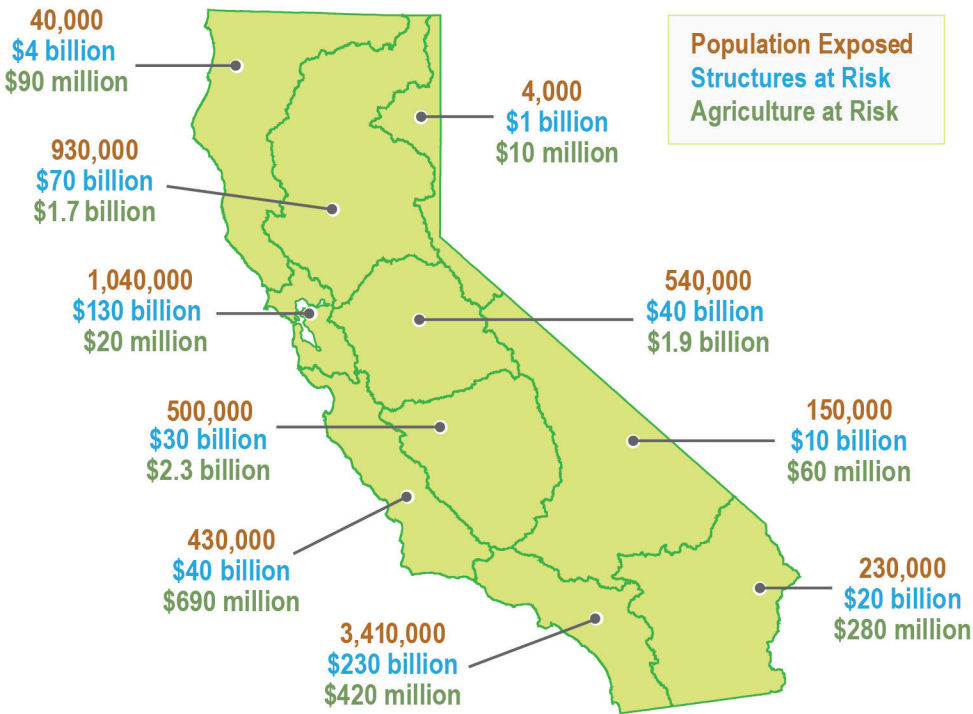 40,000
$4 billion
$90 million
Population Exposed
Structures at Risk
Agriculture at Risk
4,000
$1 billion
$10 million
930,000
$70 billion
$1.7 billion
1,040,000
$130 billion
$20 million
540,000
$40 billion
$1.9 billion
500,000
$30 billion
$2.3 billion
150,000
$10 billion
$60 million
430,000
$40 billion
$690 million
230,000
$20 billion
$280 million
3,410,000
$230 billion
$420 million